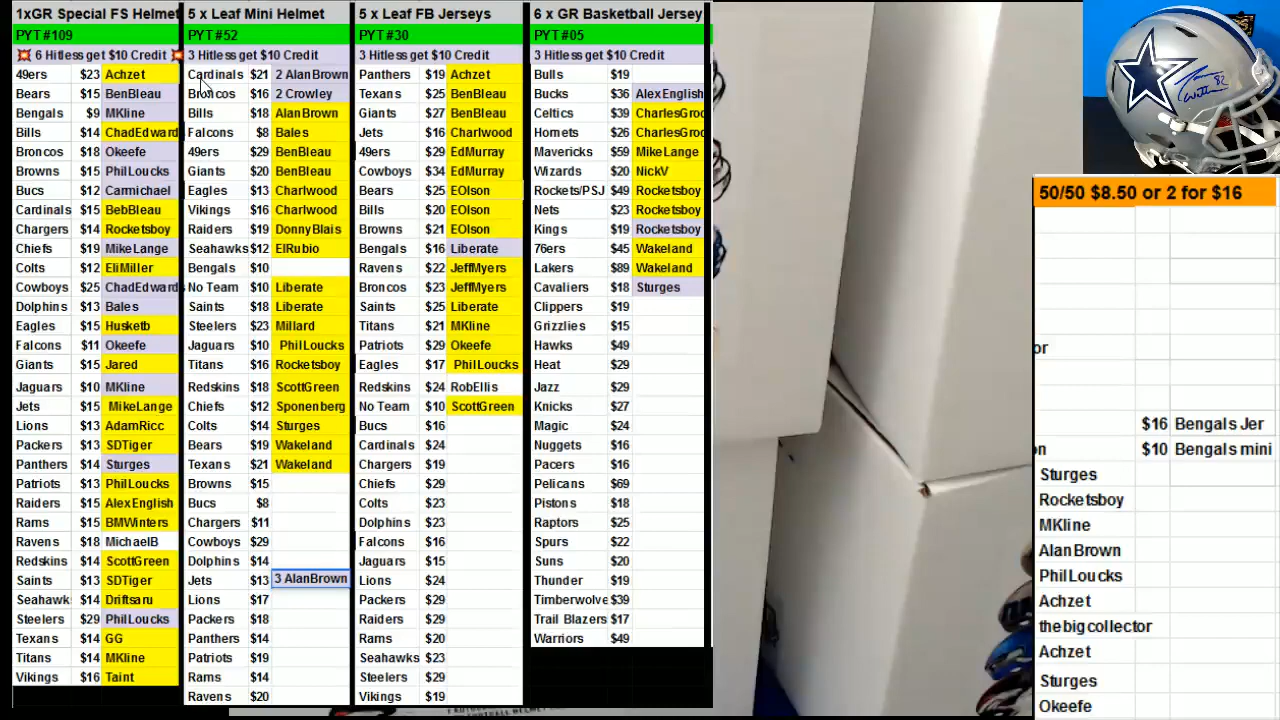 1xGR Special FS Helmet
PYT #109
💥 6 Hitless get $10 Credit 💥
49ers $23 Achzet
Bears $15 BenBleau
Bengals $9 MKline
Bills $14 ChadEdward
Broncos $18 Okeefe
Browns $15 PhilLoucks
Bucs $12 Carmichael
Cardinals $15 BebBleau
Chargers $14 Rocketsboy
Chiefs $19 MikeLange
Colts $12 EliMiller
Cowboys $25 ChadEdward
Dolphins $13 Bales
Eagles $15 Husketb
Falcons $11 Okeefe
Giants $15 Jared
Jaguars $10 MKline
Jets $15 MikeLange
Lions $13 AdamRicc
Packers $13 SDTiger
Panthers $14 Sturges
Patriots $13 PhilLoucks
Raiders $15 AlexEnglish
Rams $15 BMWinters
Ravens $18 MichaelB
Redskins $14 ScottGreen
Saints $13 SDTiger
Seahawk $14 Driftsaru
Steelers $29 PhilLoucks
Texans $14 GG
Titans $14 MKline
Vikings $16 Taint
5 x Leaf Mini Helmet
PYT #52
3 Hitless get $10 Credit
Cardinals $21 2 AlanBrown
Broncos $16 2 Crowley
Bills $18 AlanBrown
Falcons $8 Bales
49ers $29 BenBleau
Giants $20 BenBleau
Eagles $13 Charlwood
Vikings $16 Charlwood
Raiders $19 DonnyBlais
Seahawks $12 ElRubio
Bengals $10
No Team $10 Liberate
Saints $18 Liberate
Steelers $23 Millard
Jaguars $10 PhilLoucks
Titans $16 Rocketsboy
Redskins $18 ScottGreen
Chiefs $12 Sponenberg
Colts $14 Sturges
Bears $19 Wakeland
Texans $21 Wakeland
Browns $15
Bucs $8
Chargers $11
Cowboys $29
Dolphins $14
Jets $13 3 AlanBrown
Lions $17
Packers $18
Panthers $14
Patriots $19
Rams $14
Ravens $20
5 x Leaf FB Jerseys
PYT #30
3 Hitless get $10 Credit
Panthers $19 Achzet
Texans $25 BenBleau
Giants $27 BenBleau
Jets $16 Charlwood
49ers $29 EdMurray
Cowboys $34 EdMurray
Bears $25 EOlson
Bills $20 EOlson
Browns $21 EOlson
Bengals $16 Liberate
Ravens $22 JeffMyers
Broncos $23 JeffMyers
Saints $25 Liberate
Titans $21 MKline
Patriots $29 Okeefe
Eagles $17 PhilLoucks
Redskins $24 RobEllis
No Team $10 ScottGreen
Bucs $16
Cardinals $24
Chargers $19
Chiefs $29
Colts $23
Dolphins $23
Falcons $16
Jaguars $15
Lions $24
Packers $29
Raiders $29
Rams $20
Seahawks $23
Steelers $29
Vikings $19
6 x GR Basketball Jersey
PYT #05
3 Hitless get $10 Credit
Bulls $19
Bucks $36 AlexEnglish
Celtics $39 CharlesGroo
Hornets $26 CharlesGroo
Mavericks $59 MikeLange
Wizards $20 NickV
Rockets/PSJ $49 Rocketsboy
Nets $23 Rocketsboy
Kings $19 Rocketsboy
76ers $45 Wakeland
Lakers $89 Wakeland
Cavaliers $18 Sturges
Clippers $19
Grizzlies $15
Hawks $49
Heat $29
Jazz $29
Knicks $27
Magic $24
Nuggets $16
Pacers $16
Pelicans $69
Pistons $18
Raptors $25
Spurs $22
Suns $20
Thunder $19
Timberwolve $39
Trail Blazers $17
Warriors $49
50/50 $8.50 or 2 for $16
or
$16 Bengals Jer
on $10 Bengals mini
Sturges
Rocketsboy
MKline
AlanBrown
PhilLoucks
Achzet
thebigcollector
Achzet
Sturges
Okeefe